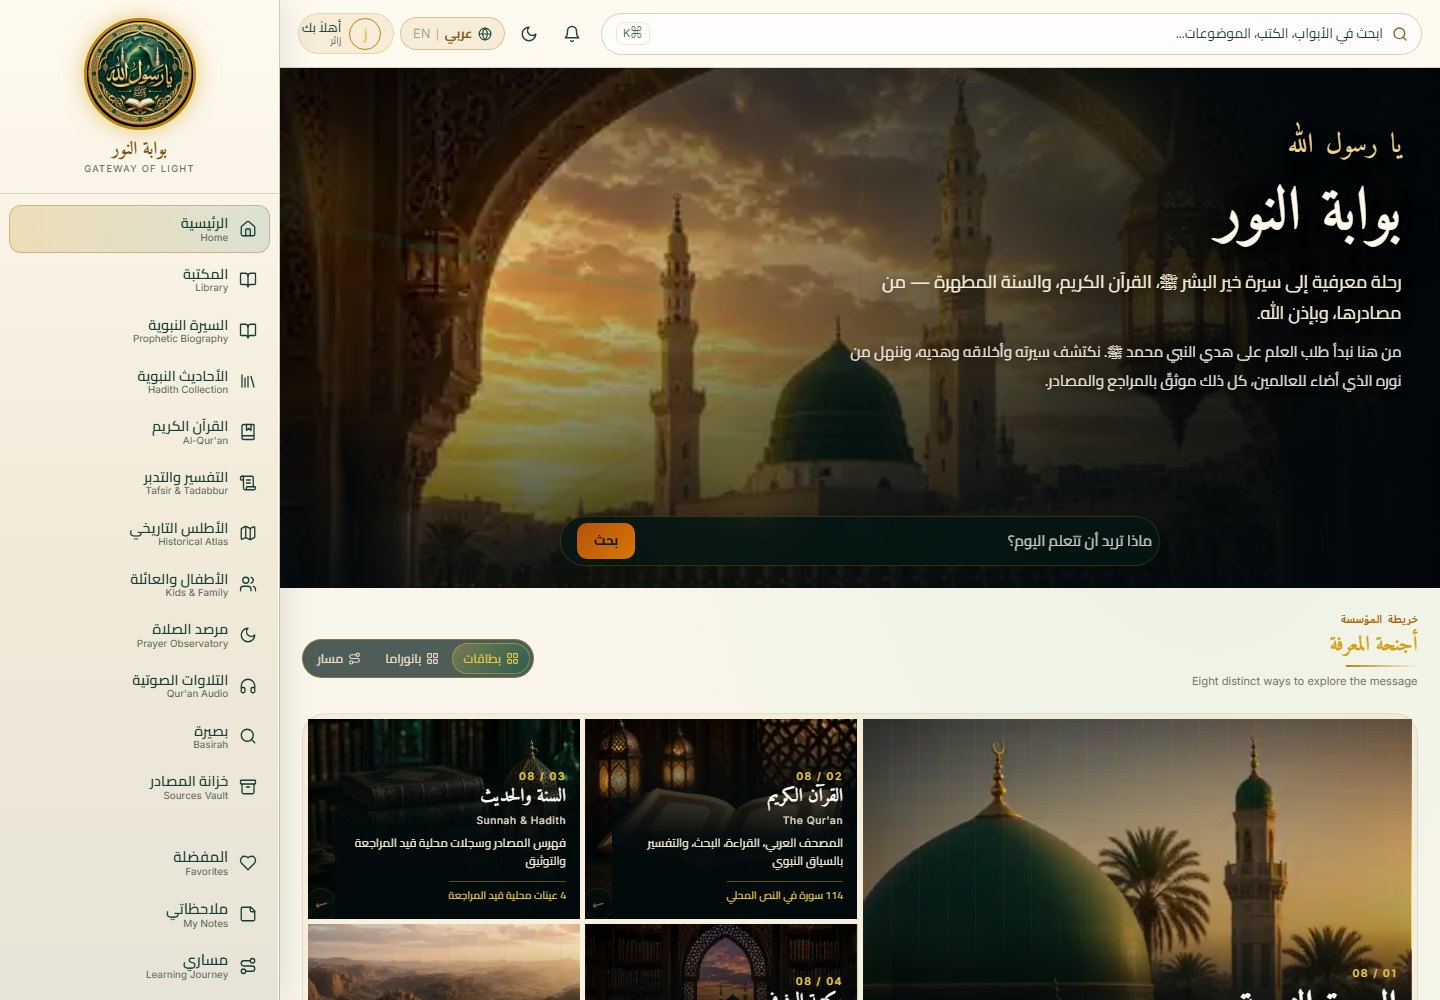 يا رسول الله
بوابة النور
GATEWAY OF LIGHT
الرئيسية
Home
المكتبة
Library
السيرة النبوية
Prophetic Biography
الأحاديث النبوية
Hadith Collection
القرآن الكريم
Al-Qur'an
التفسير والتدبر
Tafsir & Tadabbur
الأطلس التاريخي
Historical Atlas
الأطفال والعائلة
Kids & Family
مرصد الصلاة
Prayer Observatory
التلاوات الصوتية
Qur'an Audio
بصيرة
Basirah
خزانة المصادر
Sources Vault
المفضلة
Favorites
ملاحظاتي
My Notes
مساري
Learning Journey
ابحث في الأبواب، الكتب، الموضوعات...
⌘K
عربي | EN
ز
أهلاً بك
زائر
يا رسول الله
بوابة النور
رحلة معرفية إلى سيرة خير البشر ﷺ، القرآن الكريم، والسنة المطهرة — من
مصادرها، وبإذن الله.
من هنا نبدأ طلب العلم على هدي النبي محمد ﷺ. نكتشف سيرته وأخلاقه وهديه، وننهل من
نوره الذي أضاء للعالمين، كل ذلك موثقٌ بالمراجع والمصادر.
ماذا تريد أن تتعلم اليوم؟
بحث
خريطة المؤسسة
أجنحة المعرفة
Eight distinct ways to explore the message
بطاقات
بانوراما
مسار
08 / 01
08 / 02
القرآن الكريم
The Qur'an
المصحف العربي، القراءة، البحث، والتفسير
بالسياق النبوي
114 سورة في النص المحلي
08 / 03
السنة والحديث
Sunnah & Hadith
فهرس المصادر وسجلات محلية قيد المراجعة
والتوثيق
4 عينات محلية قيد المراجعة
08 / 04